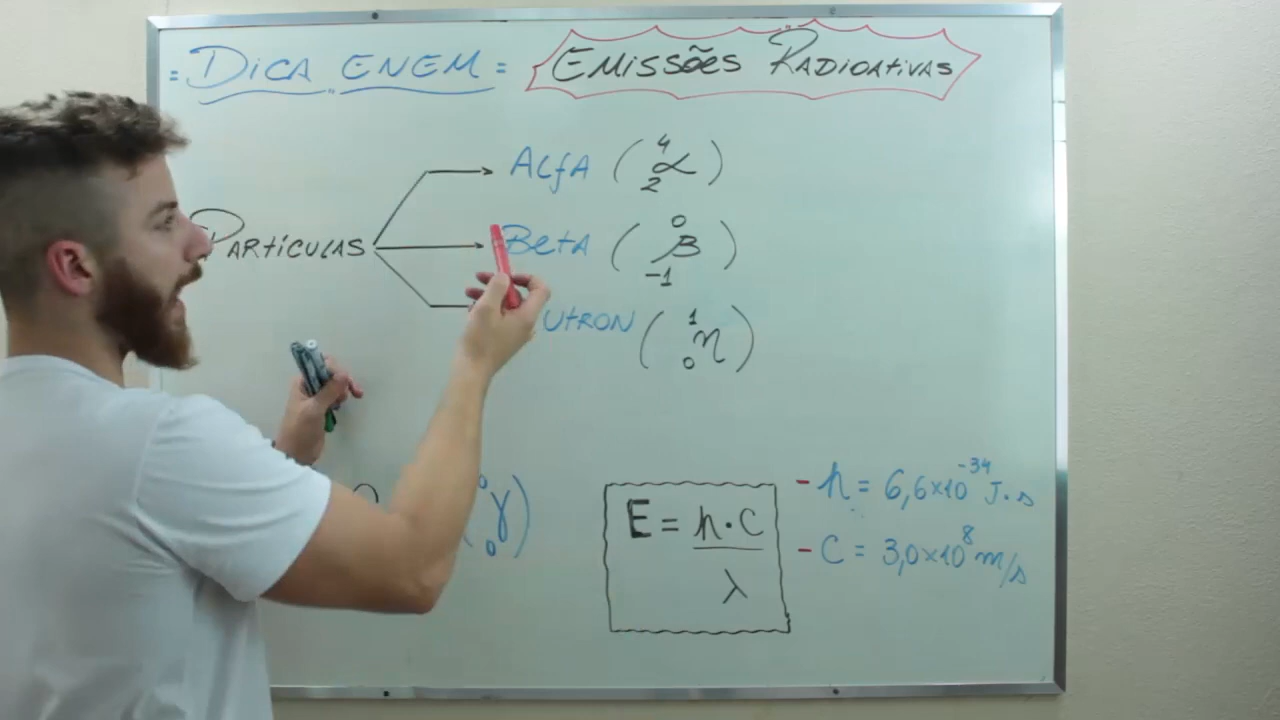 = DICA ENEM = EMISSÕES RADIOATIVAS
ALFA ( ⁴₂α )
PARTÍCULAS
BETA ( ⁰₋₁β )
UTRON ( ¹₀n )
( ⁰₀γ )
E = h·C / λ
- h = 6,6×10⁻³⁴ J.s
- C = 3,0×10⁸ m/s